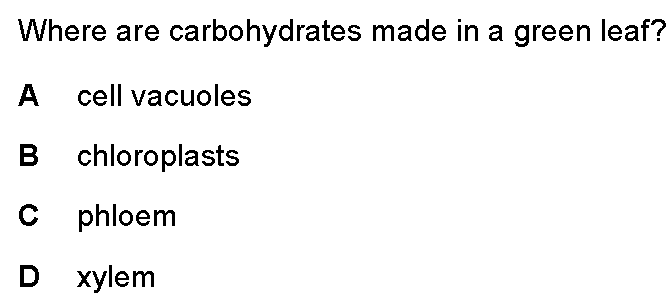 Where are carbohydrates made in a green leaf?
A cell vacuoles
B chloroplasts
C phloem
D xylem